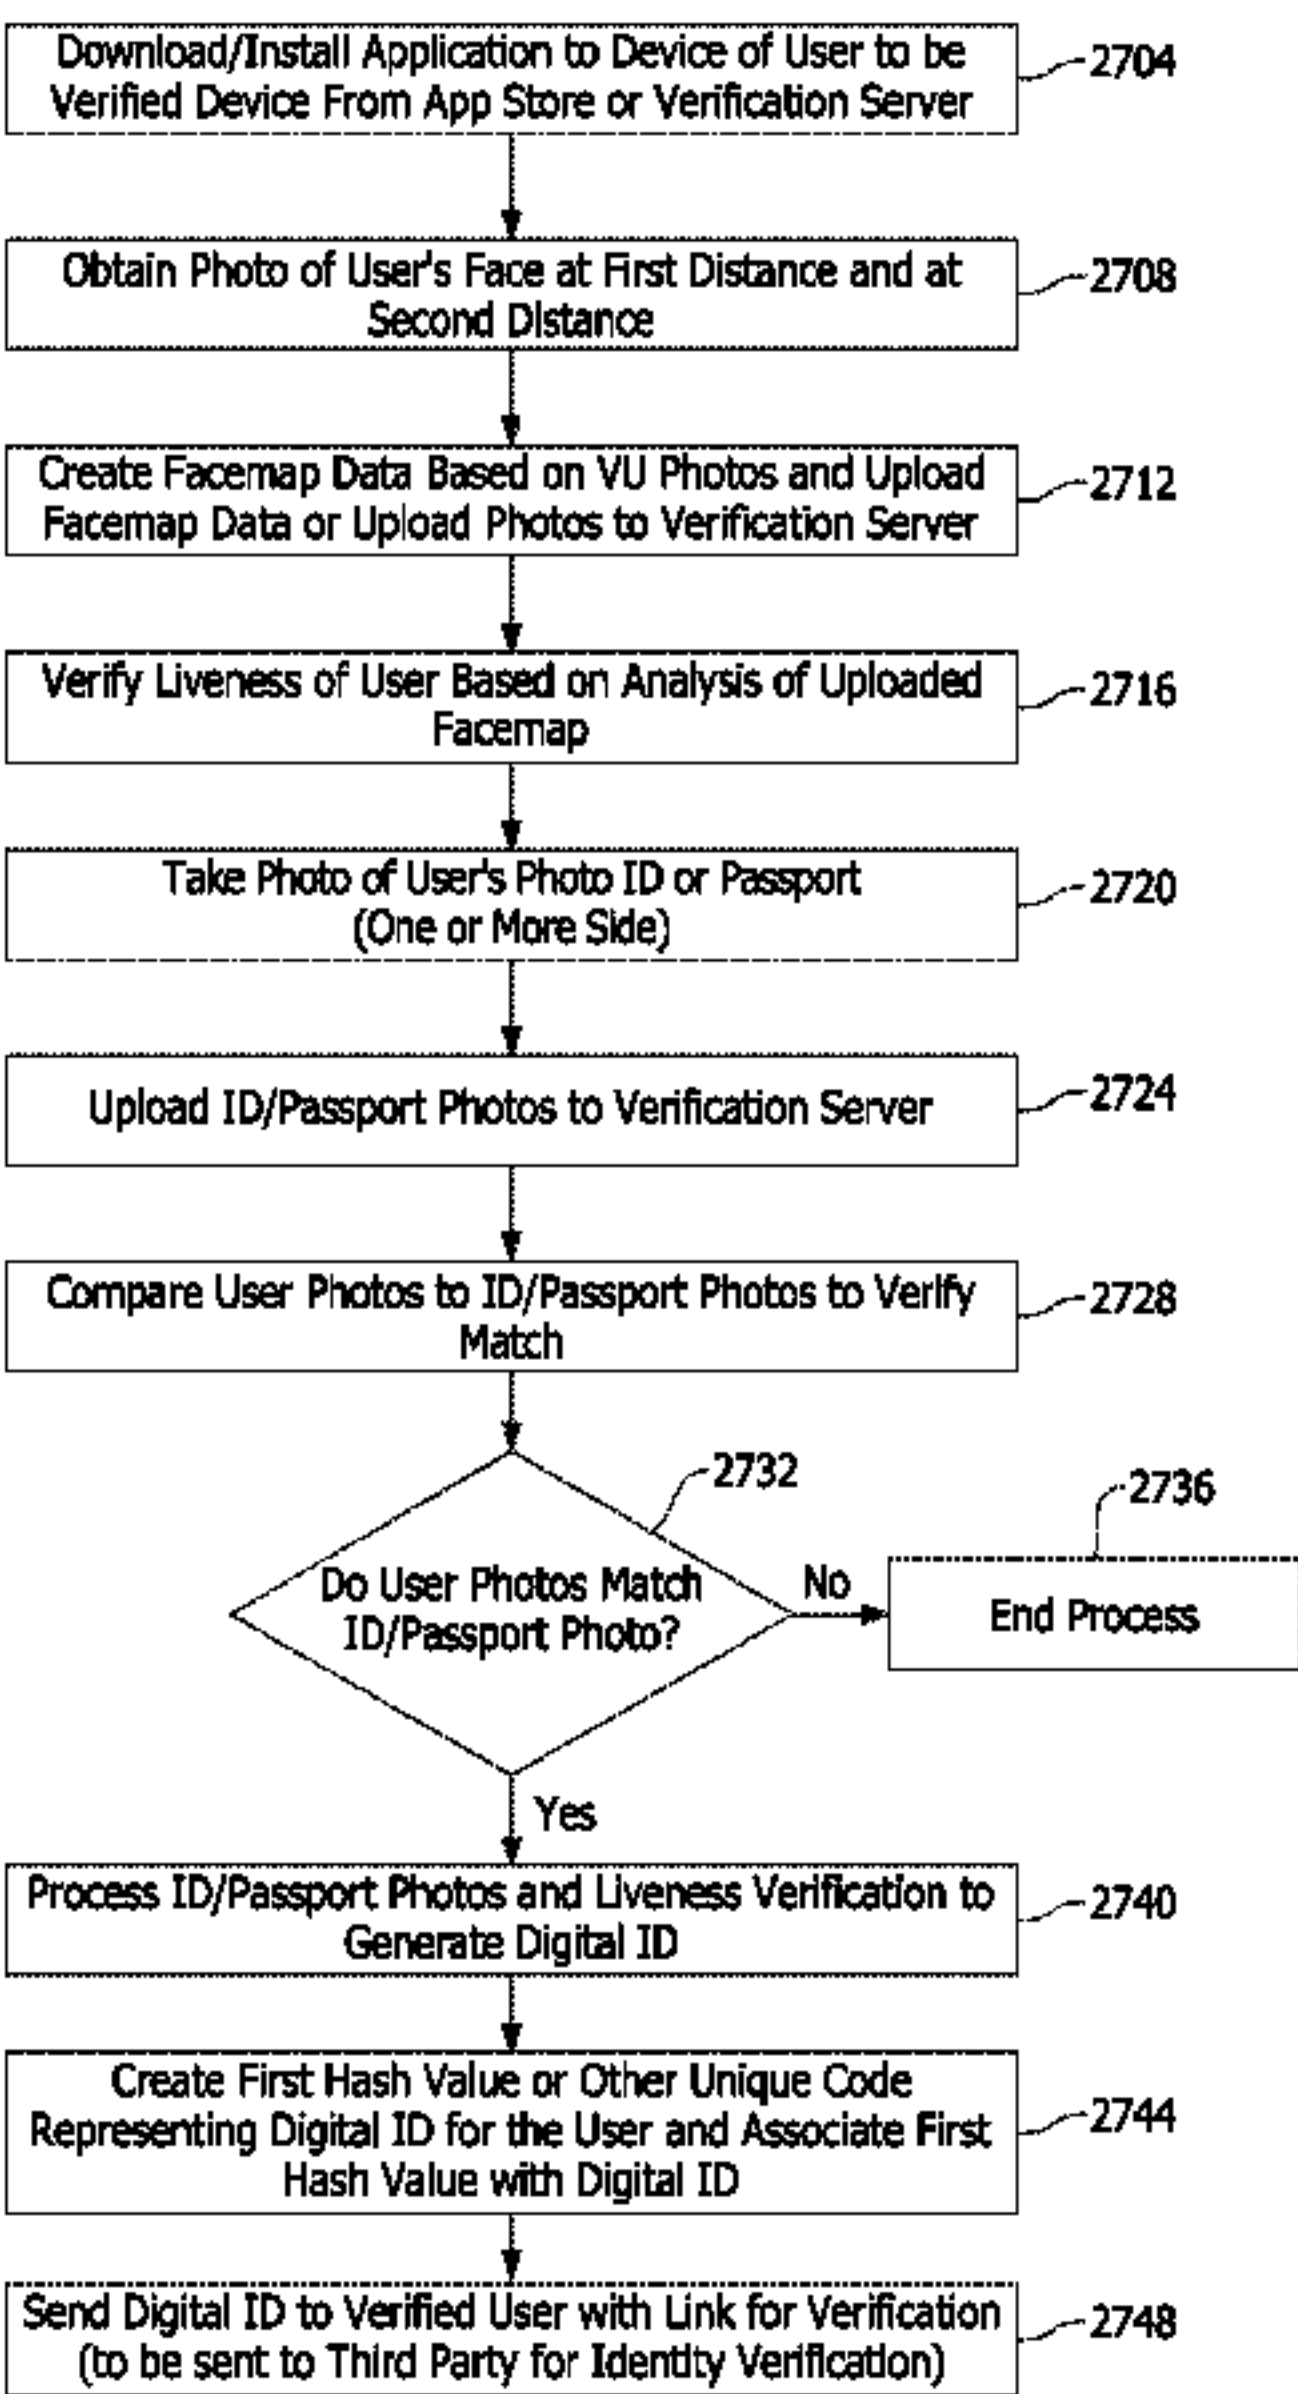 Download/Install Application to Device of User to be
Verified Device From App Store or Verification Server
2704
Obtain Photo of User's Face at First Distance and at
Second Distance
2708
Create Facemap Data Based on VU Photos and Upload
Facemap Data or Upload Photos to Verification Server
2712
Verify Liveness of User Based on Analysis of Uploaded
Facemap
2716
Take Photo of User's Photo ID or Passport
(One or More Side)
2720
Upload ID/Passport Photos to Verification Server
2724
Compare User Photos to ID/Passport Photos to Verify
Match
2728
2732
Do User Photos Match
ID/Passport Photo?
No
2736
End Process
Yes
Process ID/Passport Photos and Liveness Verification to
Generate Digital ID
2740
Create First Hash Value or Other Unique Code
Representing Digital ID for the User and Associate First
Hash Value with Digital ID
2744
Send Digital ID to Verified User with Link for Verification
(to be sent to Third Party for Identity Verification)
2748